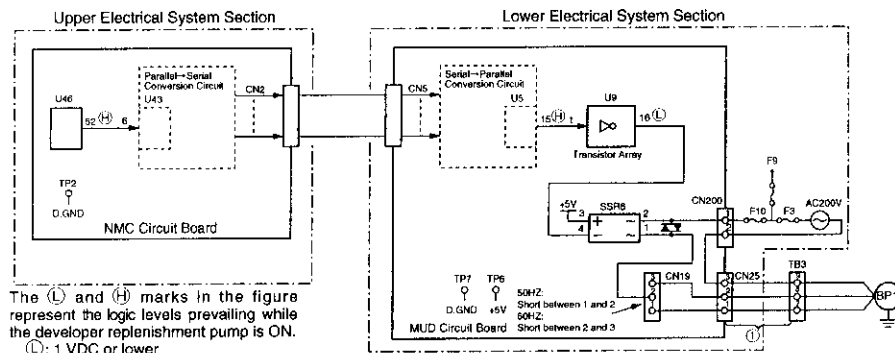 Upper Electrical System Section
Lower Electrical System Section
Parallel→Serial
Conversion Circuit
U43
U46
52 Ⓗ 6
CN2
TP2
D.GND
NMC Circuit Board
CN5
Serial→Parallel
Conversion Circuit
U5
15 Ⓗ 1
U9
16 Ⓛ
Transistor Array
+5V
3
4
SSR8
2
1
CN200
F9
F10
F3
AC200V
TP7
D.GND
TP6
+5V
50HZ:
Short between 1 and 2
60HZ:
Short between 2 and 3
CN19
CN25
TB3
BP1
①
MUD Circuit Board
The Ⓛ and Ⓗ marks in the figure
represent the logic levels prevailing while
the developer replenishment pump is ON.
Ⓛ: 1 VDC or lower